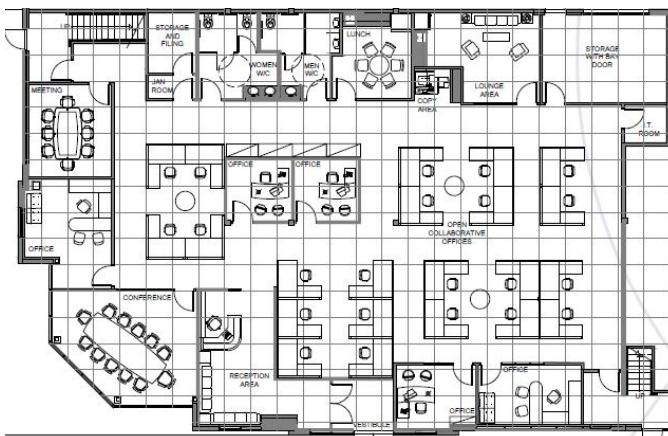 UP
STORAGE
AND
FILING
LUNCH
STORAGE
WITH BAY
DOOR
WOMEN
W/C
MEN
W/C
LOUNGE
AREA
MEETING
JAN
ROOM
COPY
AREA
I.T.
ROOM
OFFICE
OFFICE
OPEN
COLLABORATIVE
OFFICES
OFFICE
CONFERENCE
RECEPTION
AREA
OFFICE
UP
OFFICE
VESTIBULE